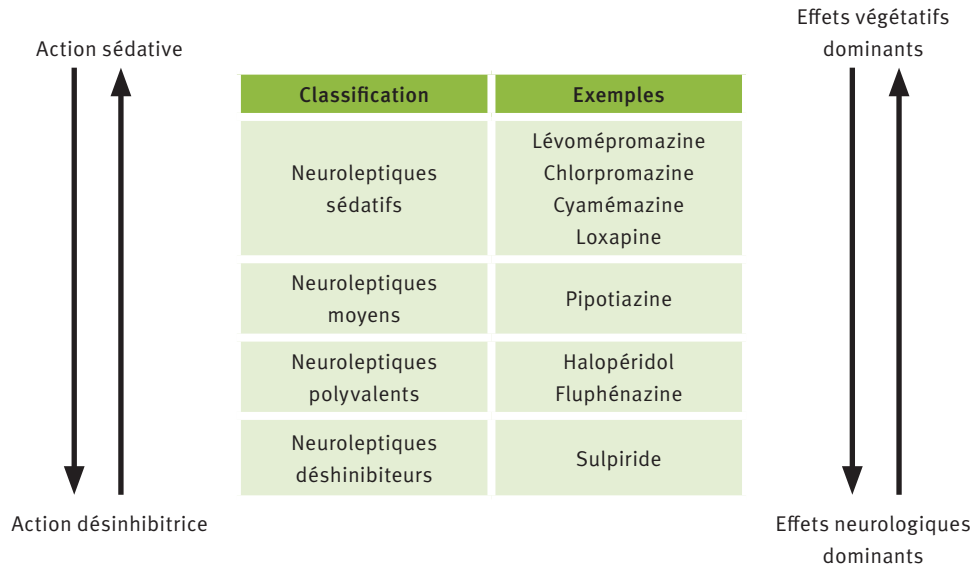 Action sédative
Effets végétatifs
dominants
Classification
Exemples
Neuroleptiques
sédatifs
Lévomépromazine
Chlorpromazine
Cyamémazine
Loxapine
Neuroleptiques
moyens
Pipotiazine
Neuroleptiques
polyvalents
Halopéridol
Fluphénazine
Neuroleptiques
déshinibiteurs
Sulpiride
Action désinhibitrice
Effets neurologiques
dominants